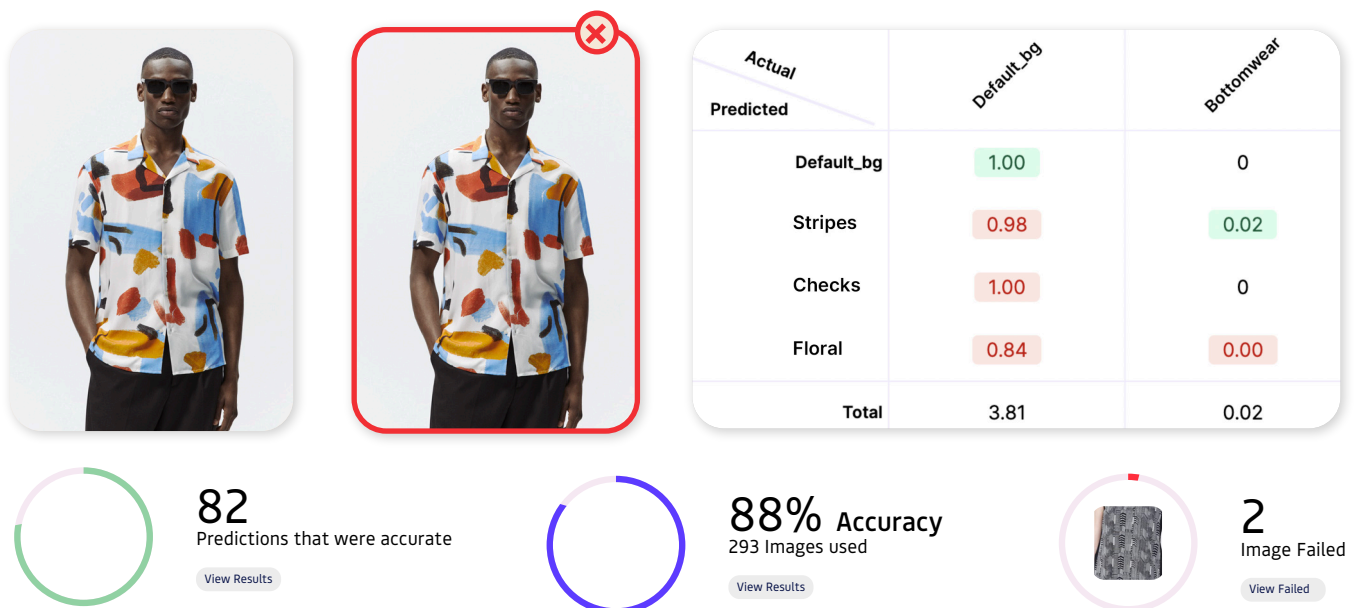 Actual
Predicted
Default_bg
Bottomwear
Default_bg 1.00 0
Stripes 0.98 0.02
Checks 1.00 0
Floral 0.84 0.00
Total 3.81 0.02
82
Predictions that were accurate
View Results
88% Accuracy
293 Images used
View Results
2
Image Failed
View Failed